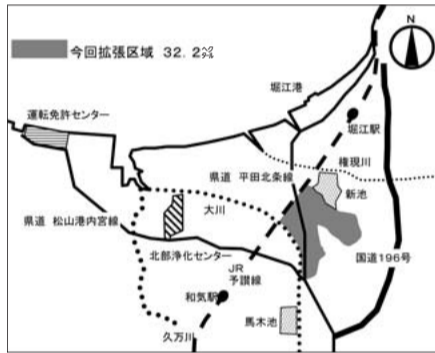 N
今回拡張区域 32.2㌶
堀江港
運転免許センター
堀江駅
権現川
県道 平田北条線
新池
大川
県道 松山港内宮線
北部浄化センター
国道196号
JR
予讃線
和気駅
馬木池
久万川